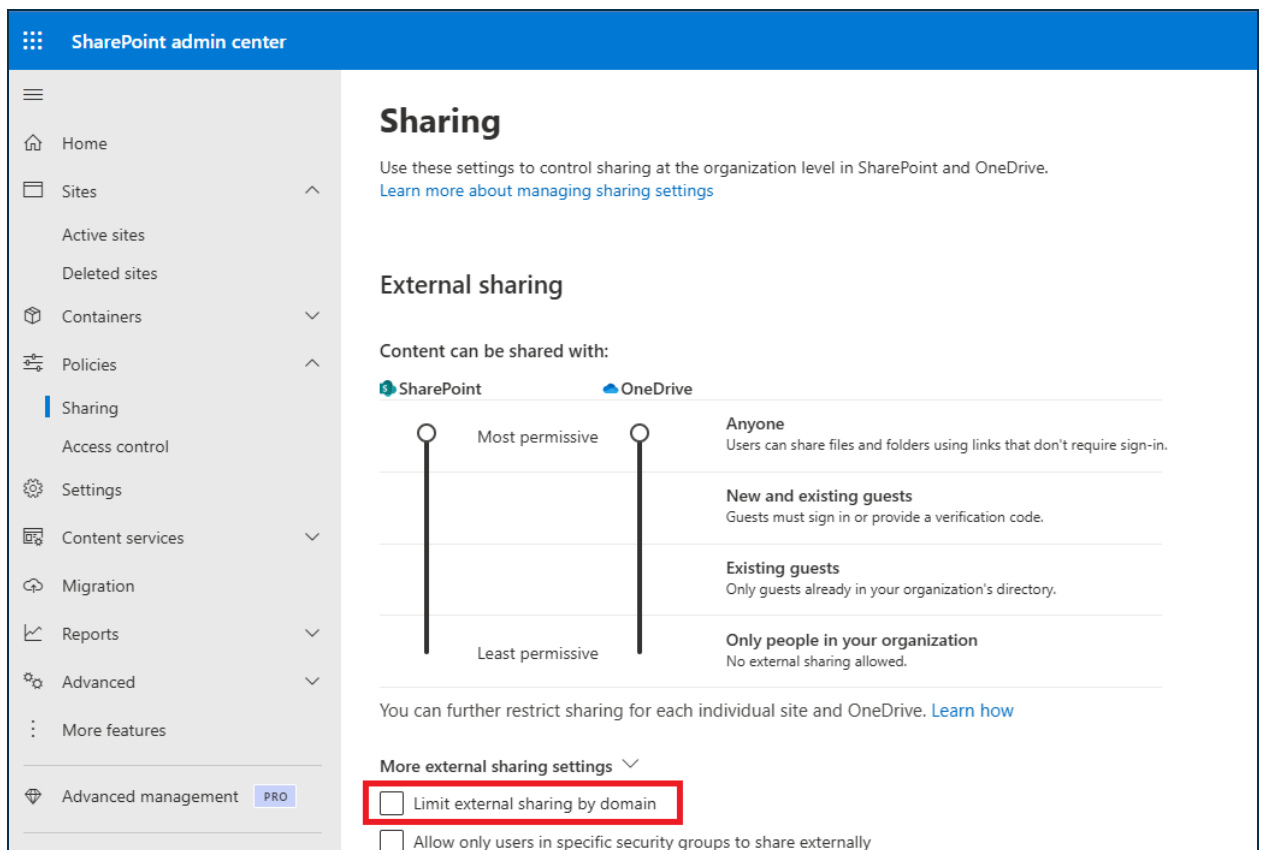 SharePoint admin center
Home
Sites
Active sites
Deleted sites
Containers
Policies
Sharing
Access control
Settings
Content services
Migration
Reports
Advanced
More features
Advanced management PRO
Sharing
Use these settings to control sharing at the organization level in SharePoint and OneDrive.
Learn more about managing sharing settings
External sharing
Content can be shared with:
SharePoint OneDrive
Most permissive
Anyone
Users can share files and folders using links that don't require sign-in.
New and existing guests
Guests must sign in or provide a verification code.
Existing guests
Only guests already in your organization's directory.
Least permissive
Only people in your organization
No external sharing allowed.
You can further restrict sharing for each individual site and OneDrive. Learn how
More external sharing settings
Limit external sharing by domain
Allow only users in specific security groups to share externally